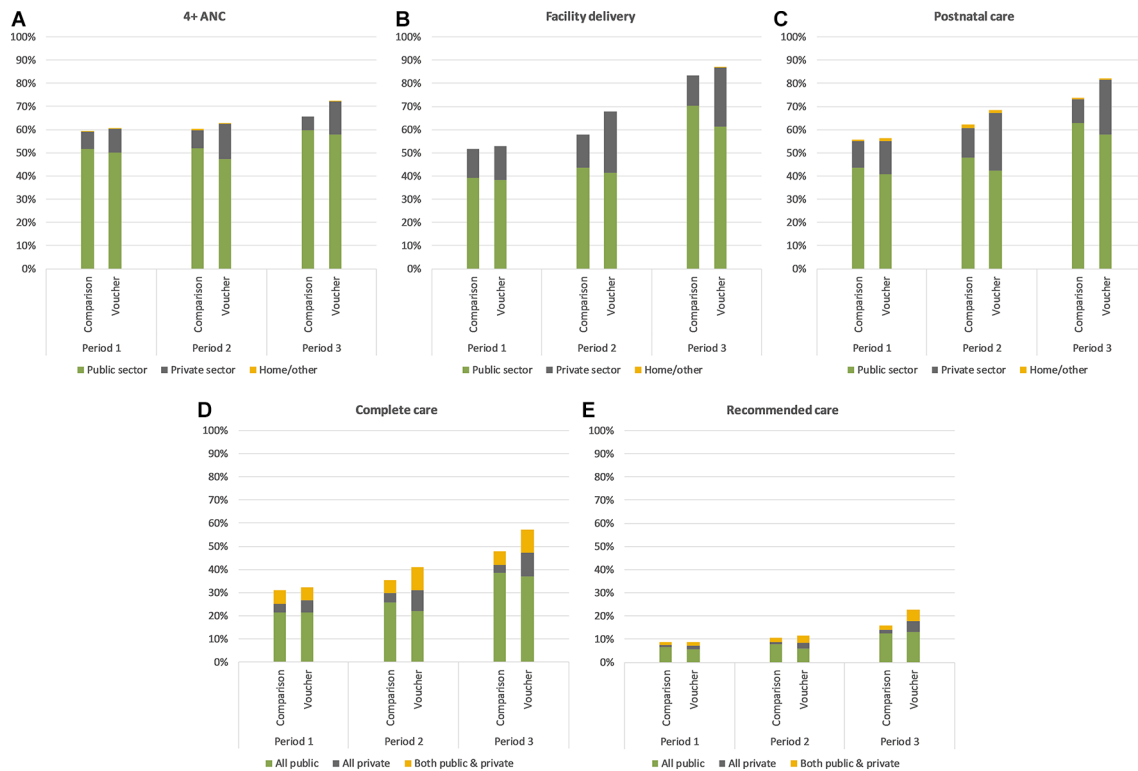 A
4+ ANC
100%
90%
80%
70%
60%
50%
40%
30%
20%
10%
0%
Comparison
Voucher
Comparison
Voucher
Comparison
Voucher
Period 1
Period 2
Period 3
Public sector
Private sector
Home/other
B
Facility delivery
100%
90%
80%
70%
60%
50%
40%
30%
20%
10%
0%
Comparison
Voucher
Comparison
Voucher
Comparison
Voucher
Period 1
Period 2
Period 3
Public sector
Private sector
Home/other
C
Postnatal care
100%
90%
80%
70%
60%
50%
40%
30%
20%
10%
0%
Comparison
Voucher
Comparison
Voucher
Comparison
Voucher
Period 1
Period 2
Period 3
Public sector
Private sector
Home/other
D
Complete care
100%
90%
80%
70%
60%
50%
40%
30%
20%
10%
0%
Comparison
Voucher
Comparison
Voucher
Comparison
Voucher
Period 1
Period 2
Period 3
All public
All private
Both public & private
E
Recommended care
100%
90%
80%
70%
60%
50%
40%
30%
20%
10%
0%
Comparison
Voucher
Comparison
Voucher
Comparison
Voucher
Period 1
Period 2
Period 3
All public
All private
Both public & private